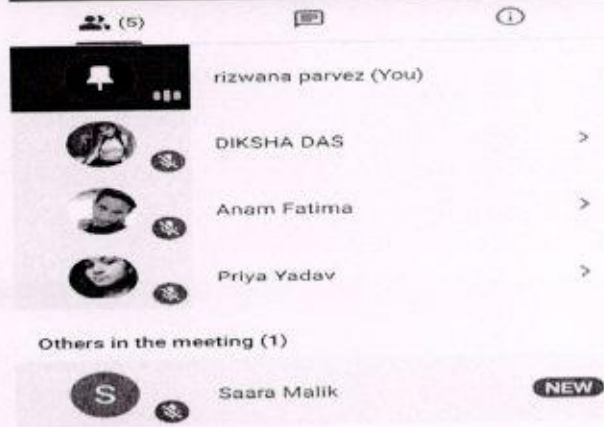 (5)
rizwana parvez (You)
DIKSHA DAS
Anam Fatima
Priya Yadav
Others in the meeting (1)
S
Saara Malik
NEW